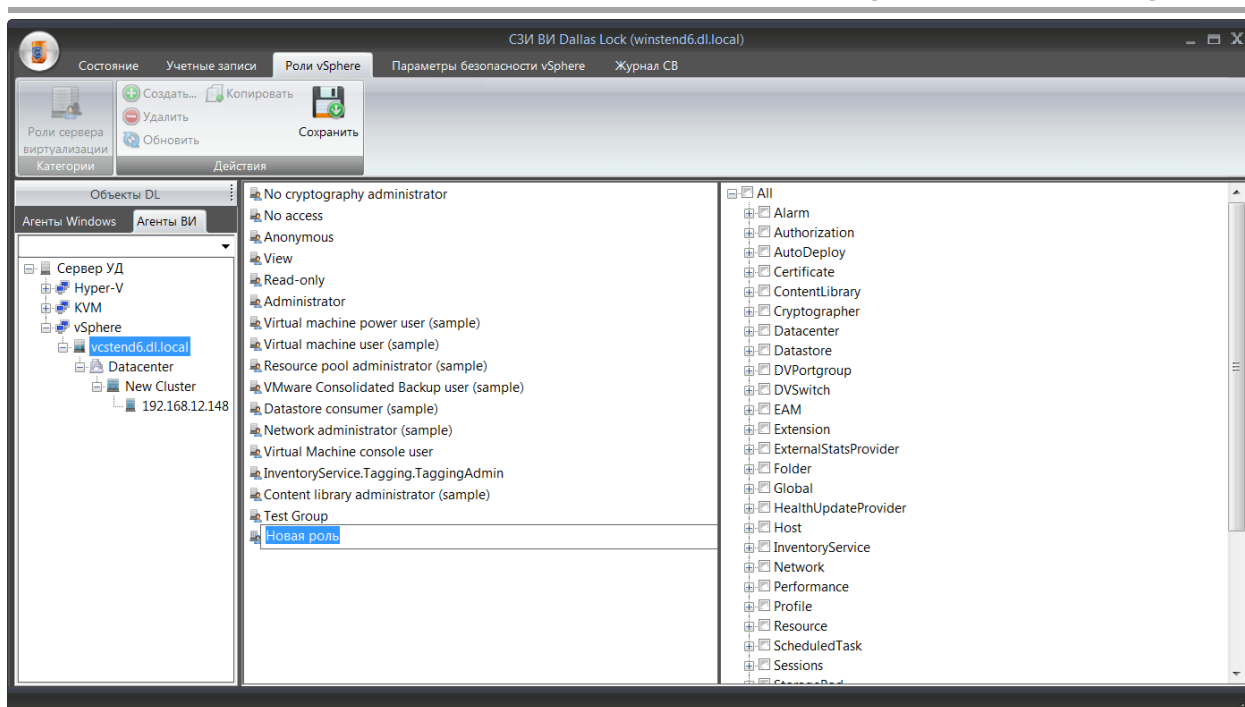 СЗИ ВИ Dallas Lock (winstend6.dl.local)
Состояние Учетные записи Роли vSphere Параметры безопасности vSphere Журнал СВ
Роли сервера виртуализации
Категории
Создать... Копировать
Удалить
Обновить
Сохранить
Действия
Объекты DL
Агенты Windows Агенты ВИ
Сервер УД
Hyper-V
KVM
vSphere
vcstend6.dl.local
Datacenter
New Cluster
192.168.12.148
No cryptography administrator
No access
Anonymous
View
Read-only
Administrator
Virtual machine power user (sample)
Virtual machine user (sample)
Resource pool administrator (sample)
VMware Consolidated Backup user (sample)
Datastore consumer (sample)
Network administrator (sample)
Virtual Machine console user
InventoryService.Tagging.TaggingAdmin
Content library administrator (sample)
Test Group
Новая роль
All
Alarm
Authorization
AutoDeploy
Certificate
ContentLibrary
Cryptographer
Datacenter
Datastore
DVPortgroup
DVSwitch
EAM
Extension
ExternalStatsProvider
Folder
Global
HealthUpdateProvider
Host
InventoryService
Network
Performance
Profile
Resource
ScheduledTask
Sessions